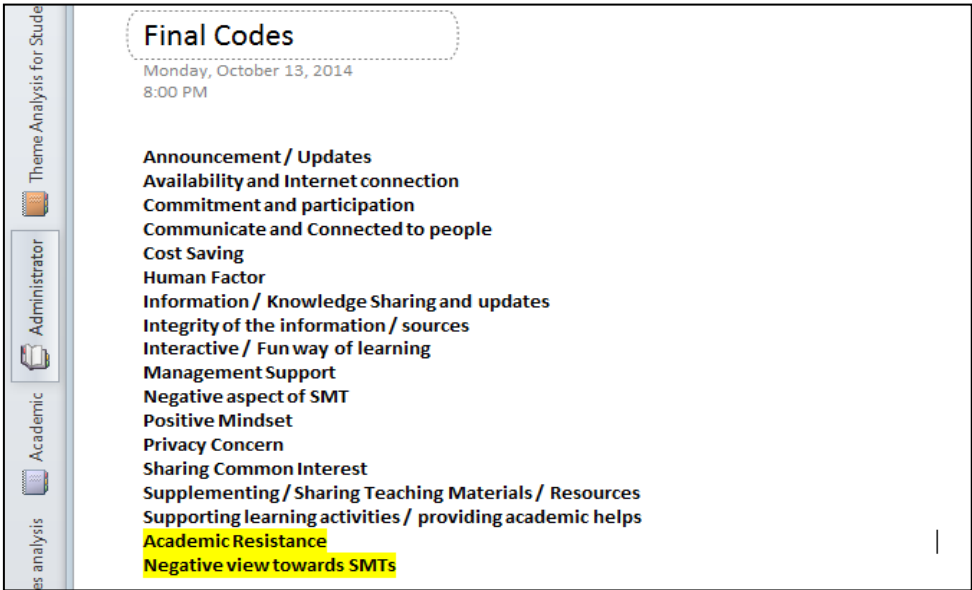 Final Codes
Monday, October 13, 2014
8:00 PM
Announcement / Updates
Availability and Internet connection
Commitment and participation
Communicate and Connected to people
Cost Saving
Human Factor
Information / Knowledge Sharing and updates
Integrity of the information / sources
Interactive / Fun way of learning
Management Support
Negative aspect of SMT
Positive Mindset
Privacy Concern
Sharing Common Interest
Supplementing / Sharing Teaching Materials / Resources
Supporting learning activities / providing academic helps
Academic Resistance
Negative view towards SMTs
Theme Analysis for Stude
Administrator
Academic
es analysis